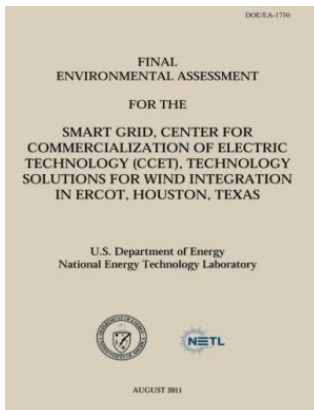 DOE/EA-1750
FINAL
ENVIRONMENTAL ASSESSMENT
FOR THE
SMART GRID, CENTER FOR
COMMERCIALIZATION OF ELECTRIC
TECHNOLOGY (CCET), TECHNOLOGY
SOLUTIONS FOR WIND INTEGRATION
IN ERCOT, HOUSTON, TEXAS
U.S. Department of Energy
National Energy Technology Laboratory
NETL
AUGUST 2011